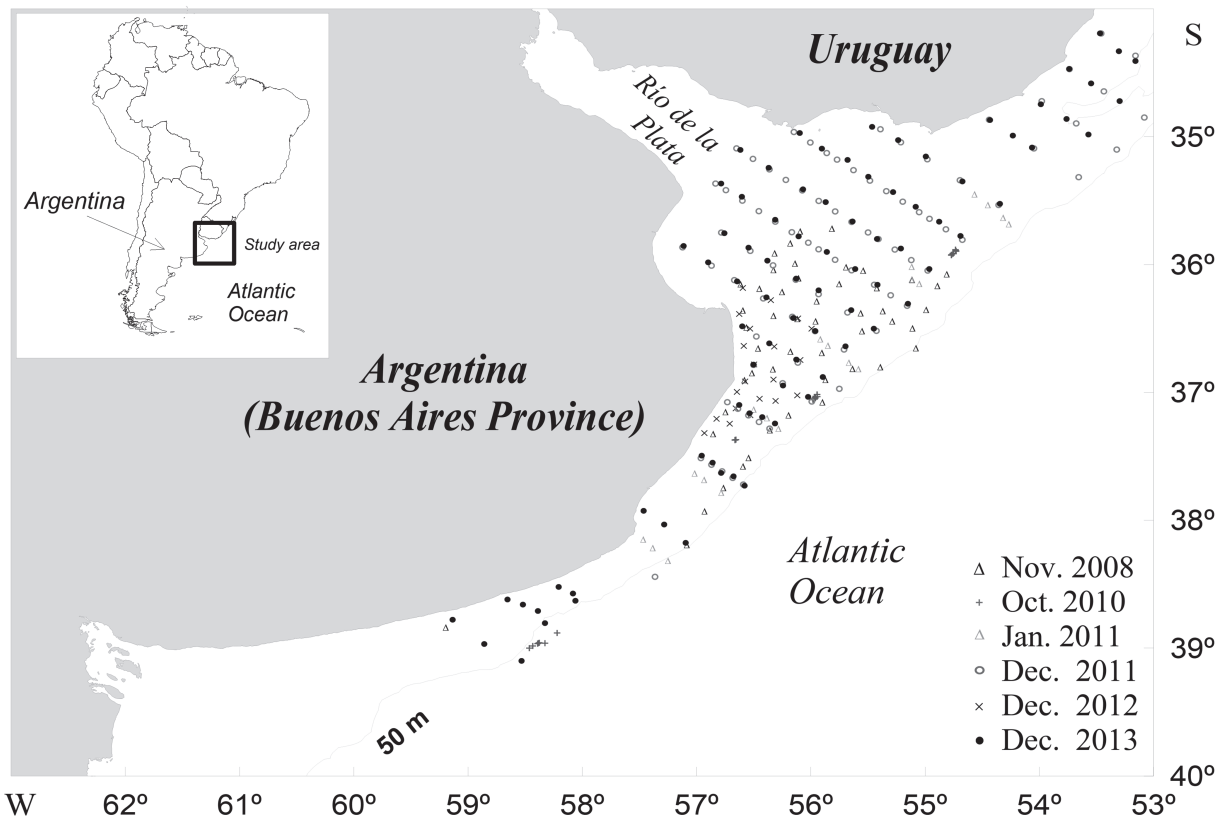 Argentina
Study area
Atlantic
Ocean
Uruguay
S
Río de la
Plata
Argentina
(Buenos Aires Province)
Atlantic
Ocean
50 m
35º
36º
37º
38º
39º
40º
Nov. 2008
Oct. 2010
Jan. 2011
Dec. 2011
Dec. 2012
Dec. 2013
W 62º 61º 60º 59º 58º 57º 56º 55º 54º 53º